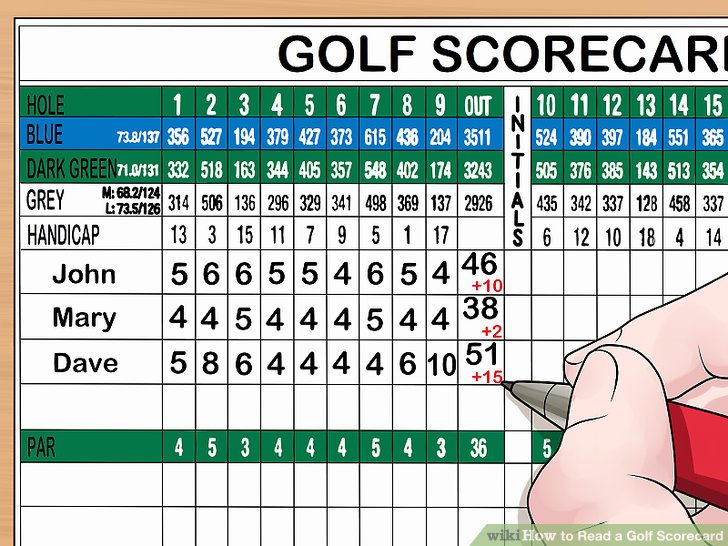 GOLF SCORECAR
HOLE 1 2 3 4 5 6 7 8 9 OUT INITIALS 10 11 12 13 14 15
BLUE 73.8/137 356 527 194 379 427 373 615 436 204 3511 524 390 397 184 551 365
DARK GREEN 71.0/131 332 518 163 344 405 357 548 402 174 3243 505 376 385 143 513 354
GREY M: 68.2/124 L: 73.5/126 314 506 136 296 329 341 498 369 137 2926 435 342 337 128 458 337
HANDICAP 13 3 15 11 7 9 5 1 17 6 12 10 18 4 14
John 5 6 6 5 5 4 6 5 4 46 +10
Mary 4 4 5 4 4 4 5 4 4 38 +2
Dave 5 8 6 4 4 4 4 6 10 51 +15
PAR 4 5 3 4 4 4 5 4 3 36 5
wikiHow to Read a Golf Scorecard